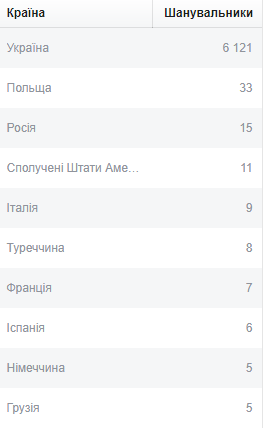 Країна Шанувальники
Україна 6 121
Польща 33
Росія 15
Сполучені Штати Аме… 11
Італія 9
Туреччина 8
Франція 7
Іспанія 6
Німеччина 5
Грузія 5